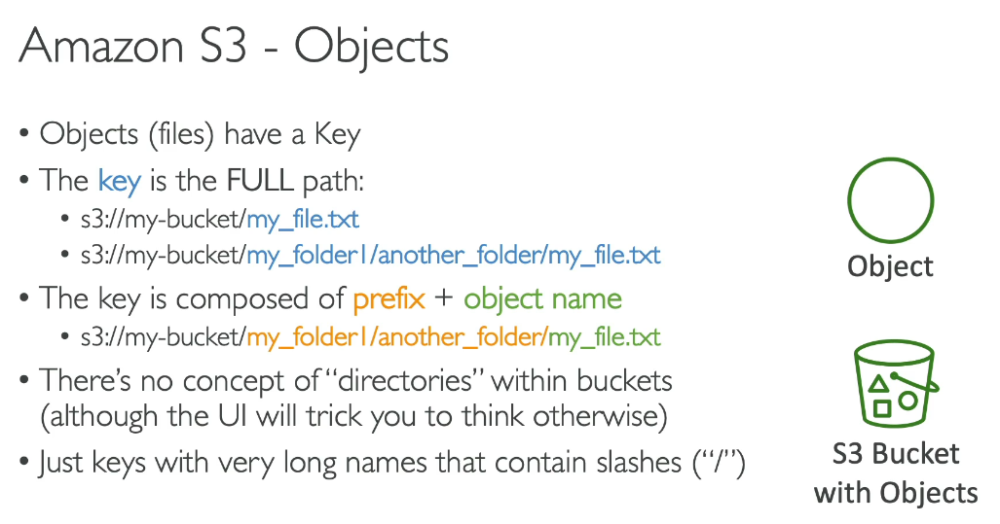 Amazon S3 - Objects
• Objects (files) have a Key
• The key is the FULL path:
• s3://my-bucket/my_file.txt
• s3://my-bucket/my_folder1/another_folder/my_file.txt
• The key is composed of prefix + object name
• s3://my-bucket/my_folder1/another_folder/my_file.txt
• There’s no concept of “directories” within buckets
(although the UI will trick you to think otherwise)
• Just keys with very long names that contain slashes (“/”)
Object
S3 Bucket
with Objects